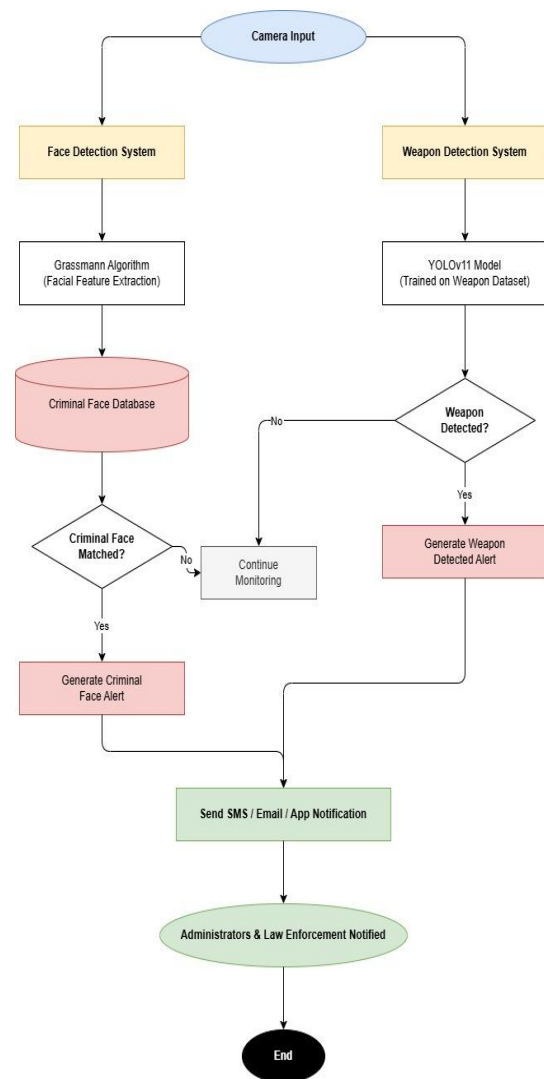 Camera Input
Face Detection System
Weapon Detection System
Grassmann Algorithm
(Facial Feature Extraction)
YOLOv11 Model
(Trained on Weapon Dataset)
Criminal Face Database
Weapon
Detected?
No
Yes
Criminal Face
Matched?
No
Continue
Monitoring
Generate Weapon
Detected Alert
Yes
Generate Criminal
Face Alert
Send SMS / Email / App Notification
Administrators & Law Enforcement Notified
End